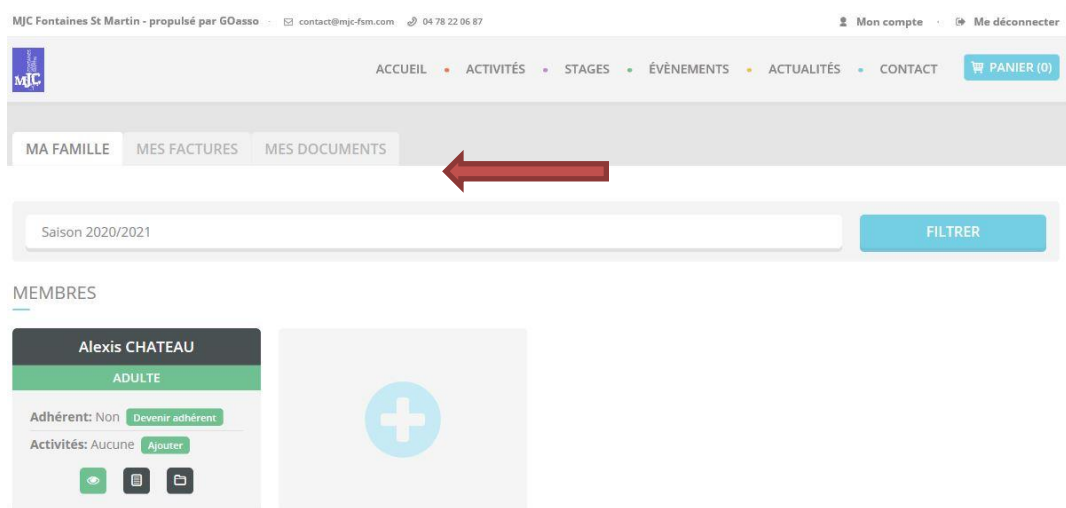 MJC Fontaines St Martin - propulsé par GOasso · contact@mjc-fsm.com 04 78 22 06 87 Mon compte · Me déconnecter
MJC ACCUEIL • ACTIVITÉS • STAGES • ÉVÈNEMENTS • ACTUALITÉS • CONTACT PANIER (0)
MA FAMILLE MES FACTURES MES DOCUMENTS
Saison 2020/2021 FILTRER
MEMBRES
Alexis CHATEAU
ADULTE
Adhérent: Non Devenir adhérent
Activités: Aucune Ajouter